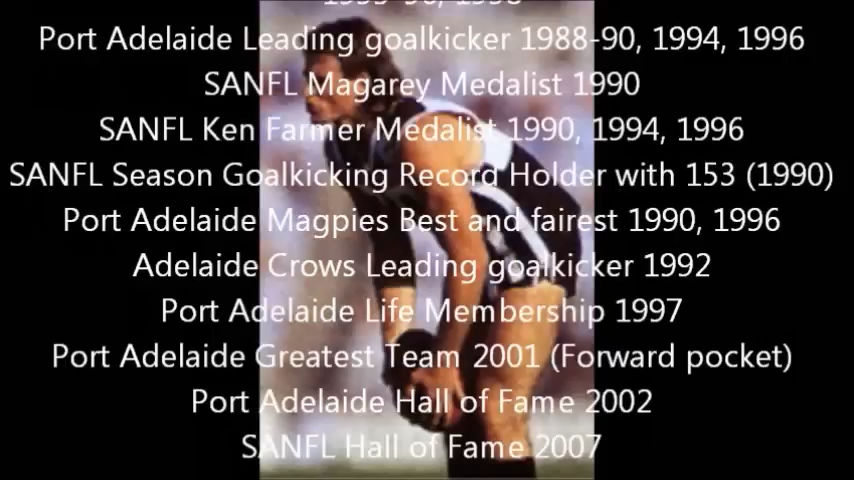 1995-96, 1998
Port Adelaide Leading goalkicker 1988-90, 1994, 1996
SANFL Magarey Medalist 1990
SANFL Ken Farmer Medalist 1990, 1994, 1996
SANFL Season Goalkicking Record Holder with 153 (1990)
Port Adelaide Magpies Best and fairest 1990, 1996
Adelaide Crows Leading goalkicker 1992
Port Adelaide Life Membership 1997
Port Adelaide Greatest Team 2001 (Forward pocket)
Port Adelaide Hall of Fame 2002
SANFL Hall of Fame 2007